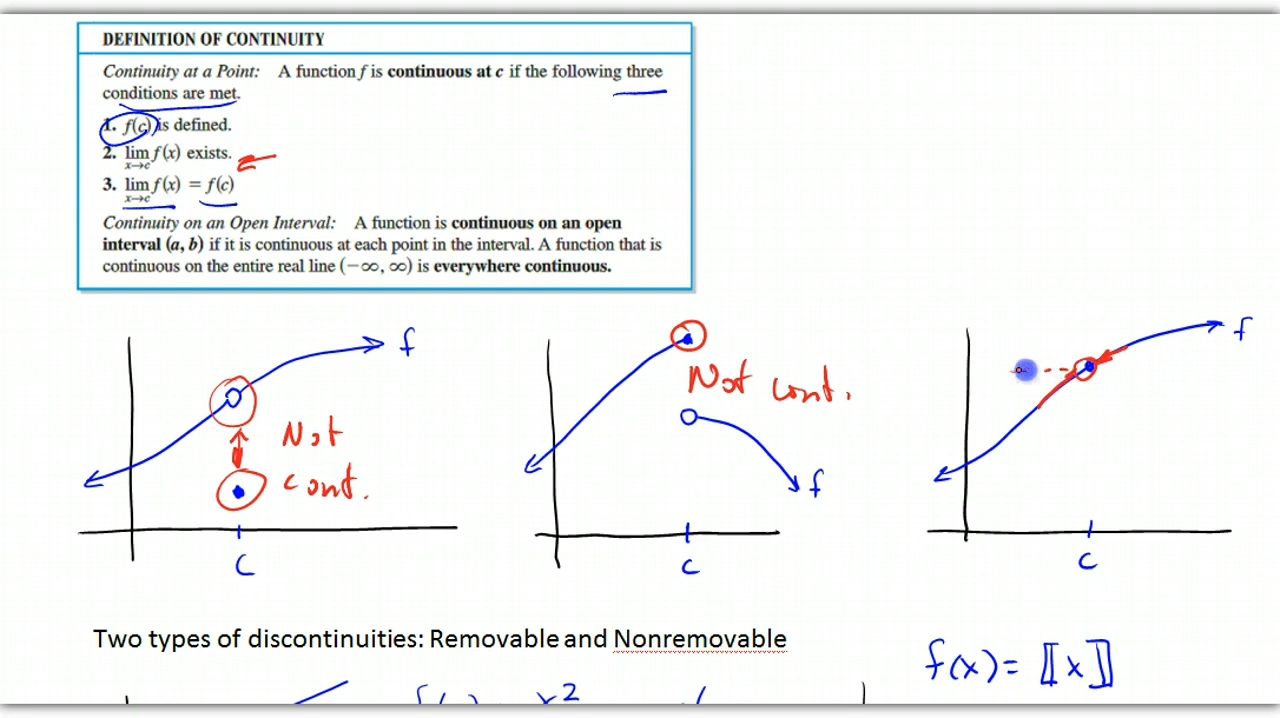 DEFINITION OF CONTINUITY
Continuity at a Point: A function f is continuous at c if the following three
conditions are met.
1. f(c) is defined.
2. lim f(x) exists.
x→c
3. lim f(x) = f(c)
x→c
Continuity on an Open Interval: A function is continuous on an open
interval (a, b) if it is continuous at each point in the interval. A function that is
continuous on the entire real line (−∞, ∞) is everywhere continuous.
f
Not
cont.
c
Not cont.
f
c
f
c
Two types of discontinuities: Removable and Nonremovable
f(x) = ⟦x⟧
x2